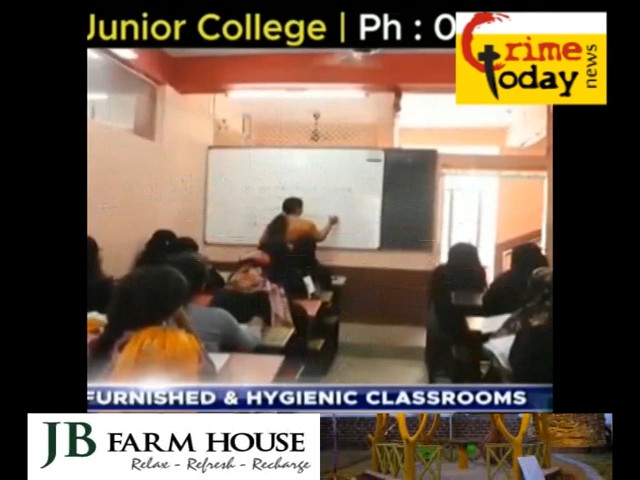 Junior College | Ph : 0
Crime
Today
news
FURNISHED & HYGIENIC CLASSROOMS
JB FARM HOUSE
Relax - Refresh - Recharge